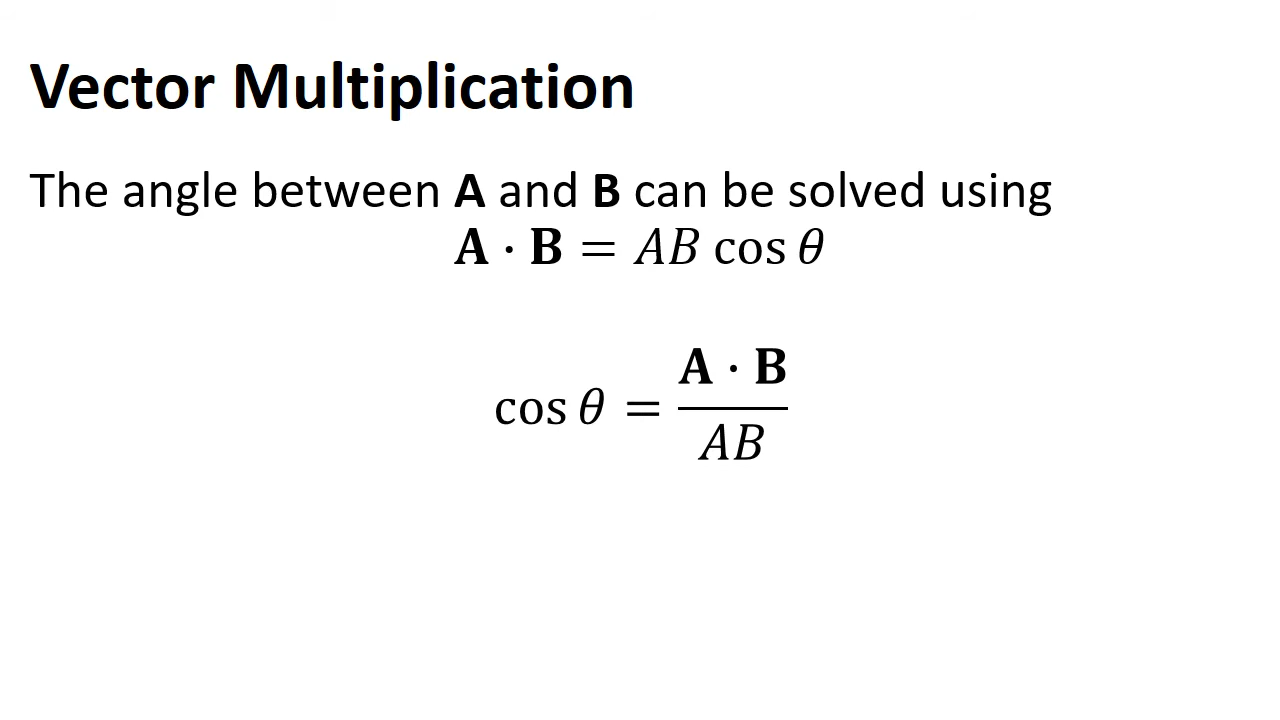 Vector Multiplication
The angle between A and B can be solved using
A · B = AB cos θ
cos θ = A · B / AB